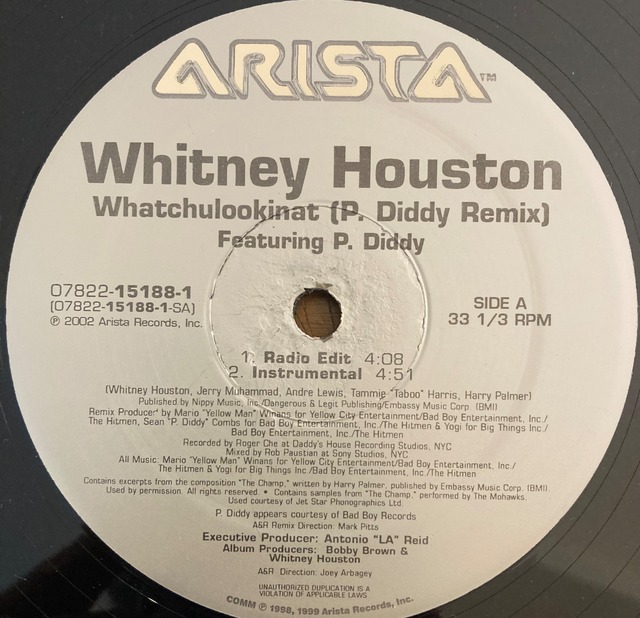 ARISTA™
Whitney Houston
Whatchulookinat (P. Diddy Remix)
Featuring P. Diddy
07822-15188-1
(07822-15188-1-SA)
℗ 2002 Arista Records, Inc.
SIDE A
33 1/3 RPM
1. Radio Edit 4:08
2. Instrumental 4:51
(Whitney Houston, Jerry Muhammad, Andre Lewis, Tammie "Taboo" Harris, Harry Palmer)
Published by Nippy Music, Inc./Dangerous & Legit Publishing/Embassy Music Corp. (BMI)
Remix Producer by Mario "Yellow Man" Winans for Yellow City Entertainment/Bad Boy Entertainment, Inc./
The Hitmen, Sean "P. Diddy" Combs for Bad Boy Entertainment, Inc./The Hitmen & Yogi for Big Things Inc./
Bad Boy Entertainment, Inc./The Hitmen
Recorded by Roger Che at Daddy's House Recording Studios, NYC
Mixed by Rob Paustian at Sony Studios, NYC
All Music: Mario "Yellow Man" Winans for Yellow City Entertainment/Bad Boy Entertainment, Inc./
The Hitmen & Yogi for Big Things Inc./Bad Boy Entertainment, Inc./The Hitmen
Contains excerpts from the composition "The Champ," written by Harry Palmer, published by Embassy Music Corp. (BMI).
Used by permission. All rights reserved. • Contains samples from "The Champ," performed by The Mohawks.
Used courtesy of Jet Star Phonographics Ltd.
P. Diddy appears courtesy of Bad Boy Records
A&R Remix Direction: Mark Pitts
Executive Producer: Antonio "LA" Reid
Album Producers: Bobby Brown &
Whitney Houston
A&R Direction: Joey Arbagey
UNAUTHORIZED DUPLICATION IS A
VIOLATION OF APPLICABLE LAWS
COMM ℗ 1998, 1999 Arista Records, Inc.